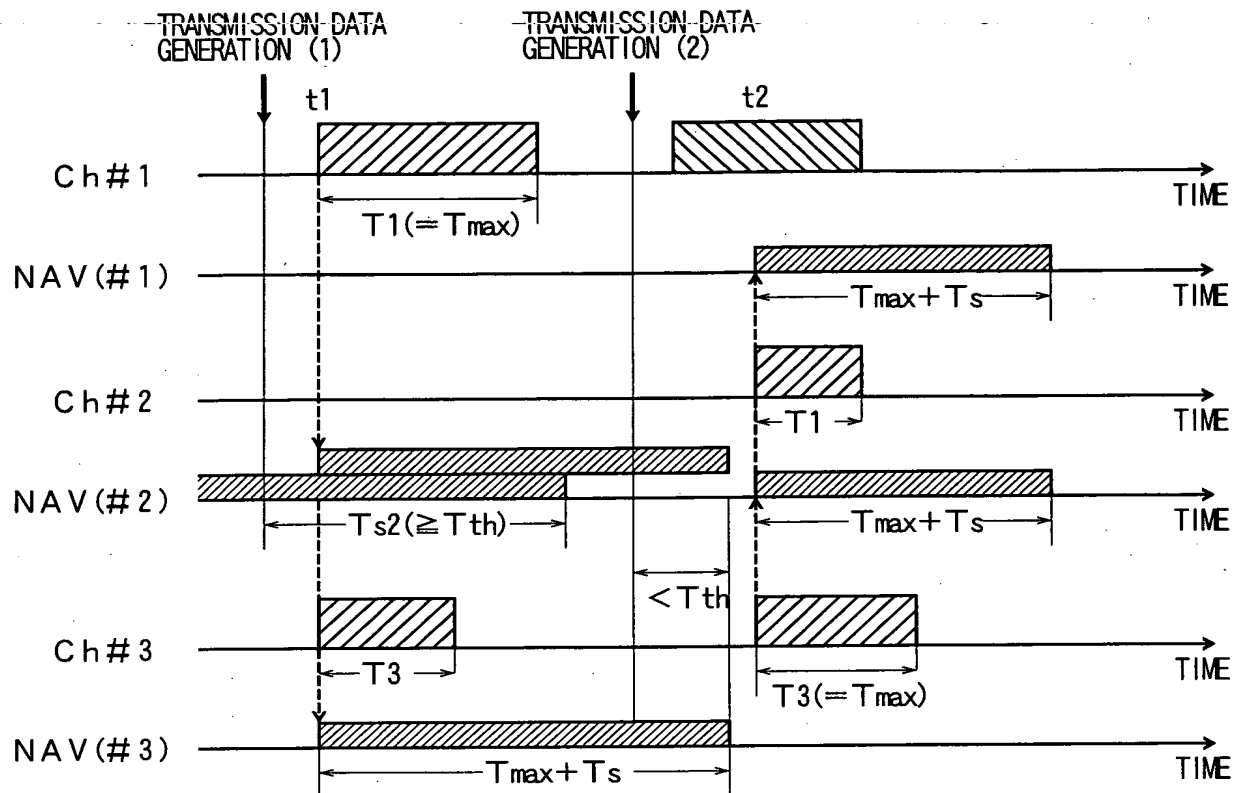 TRANSMISSION DATA
GENERATION (1)
TRANSMISSION DATA
GENERATION (2)
t1
t2
Ch#1
TIME
T1(=Tmax)
NAV(#1)
TIME
Tmax+Ts
Ch#2
TIME
T1
NAV(#2)
TIME
Ts2(≧Tth)
Tmax+Ts
<Tth
Ch#3
TIME
T3
T3(=Tmax)
NAV(#3)
TIME
Tmax+Ts